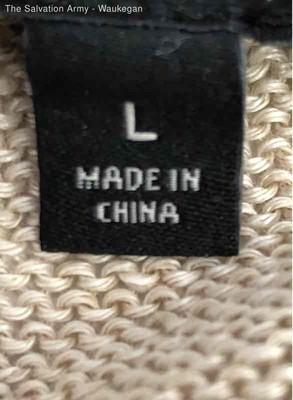 The Salvation Army - Waukegan
L
MADE IN
CHINA